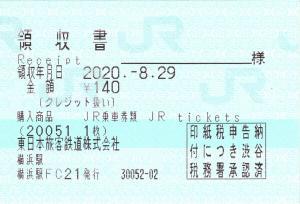 領収書
Receipt 様
領収年月日 2020.-8.29
金額 ¥140
(クレジット扱い)
購入商品 JR乗車券類 JR tickets
(20051 1枚)
東日本旅客鉄道株式会社
横浜駅
横浜駅FC21発行 30052-02
印紙税申告納
付につき渋谷
税務署承認済